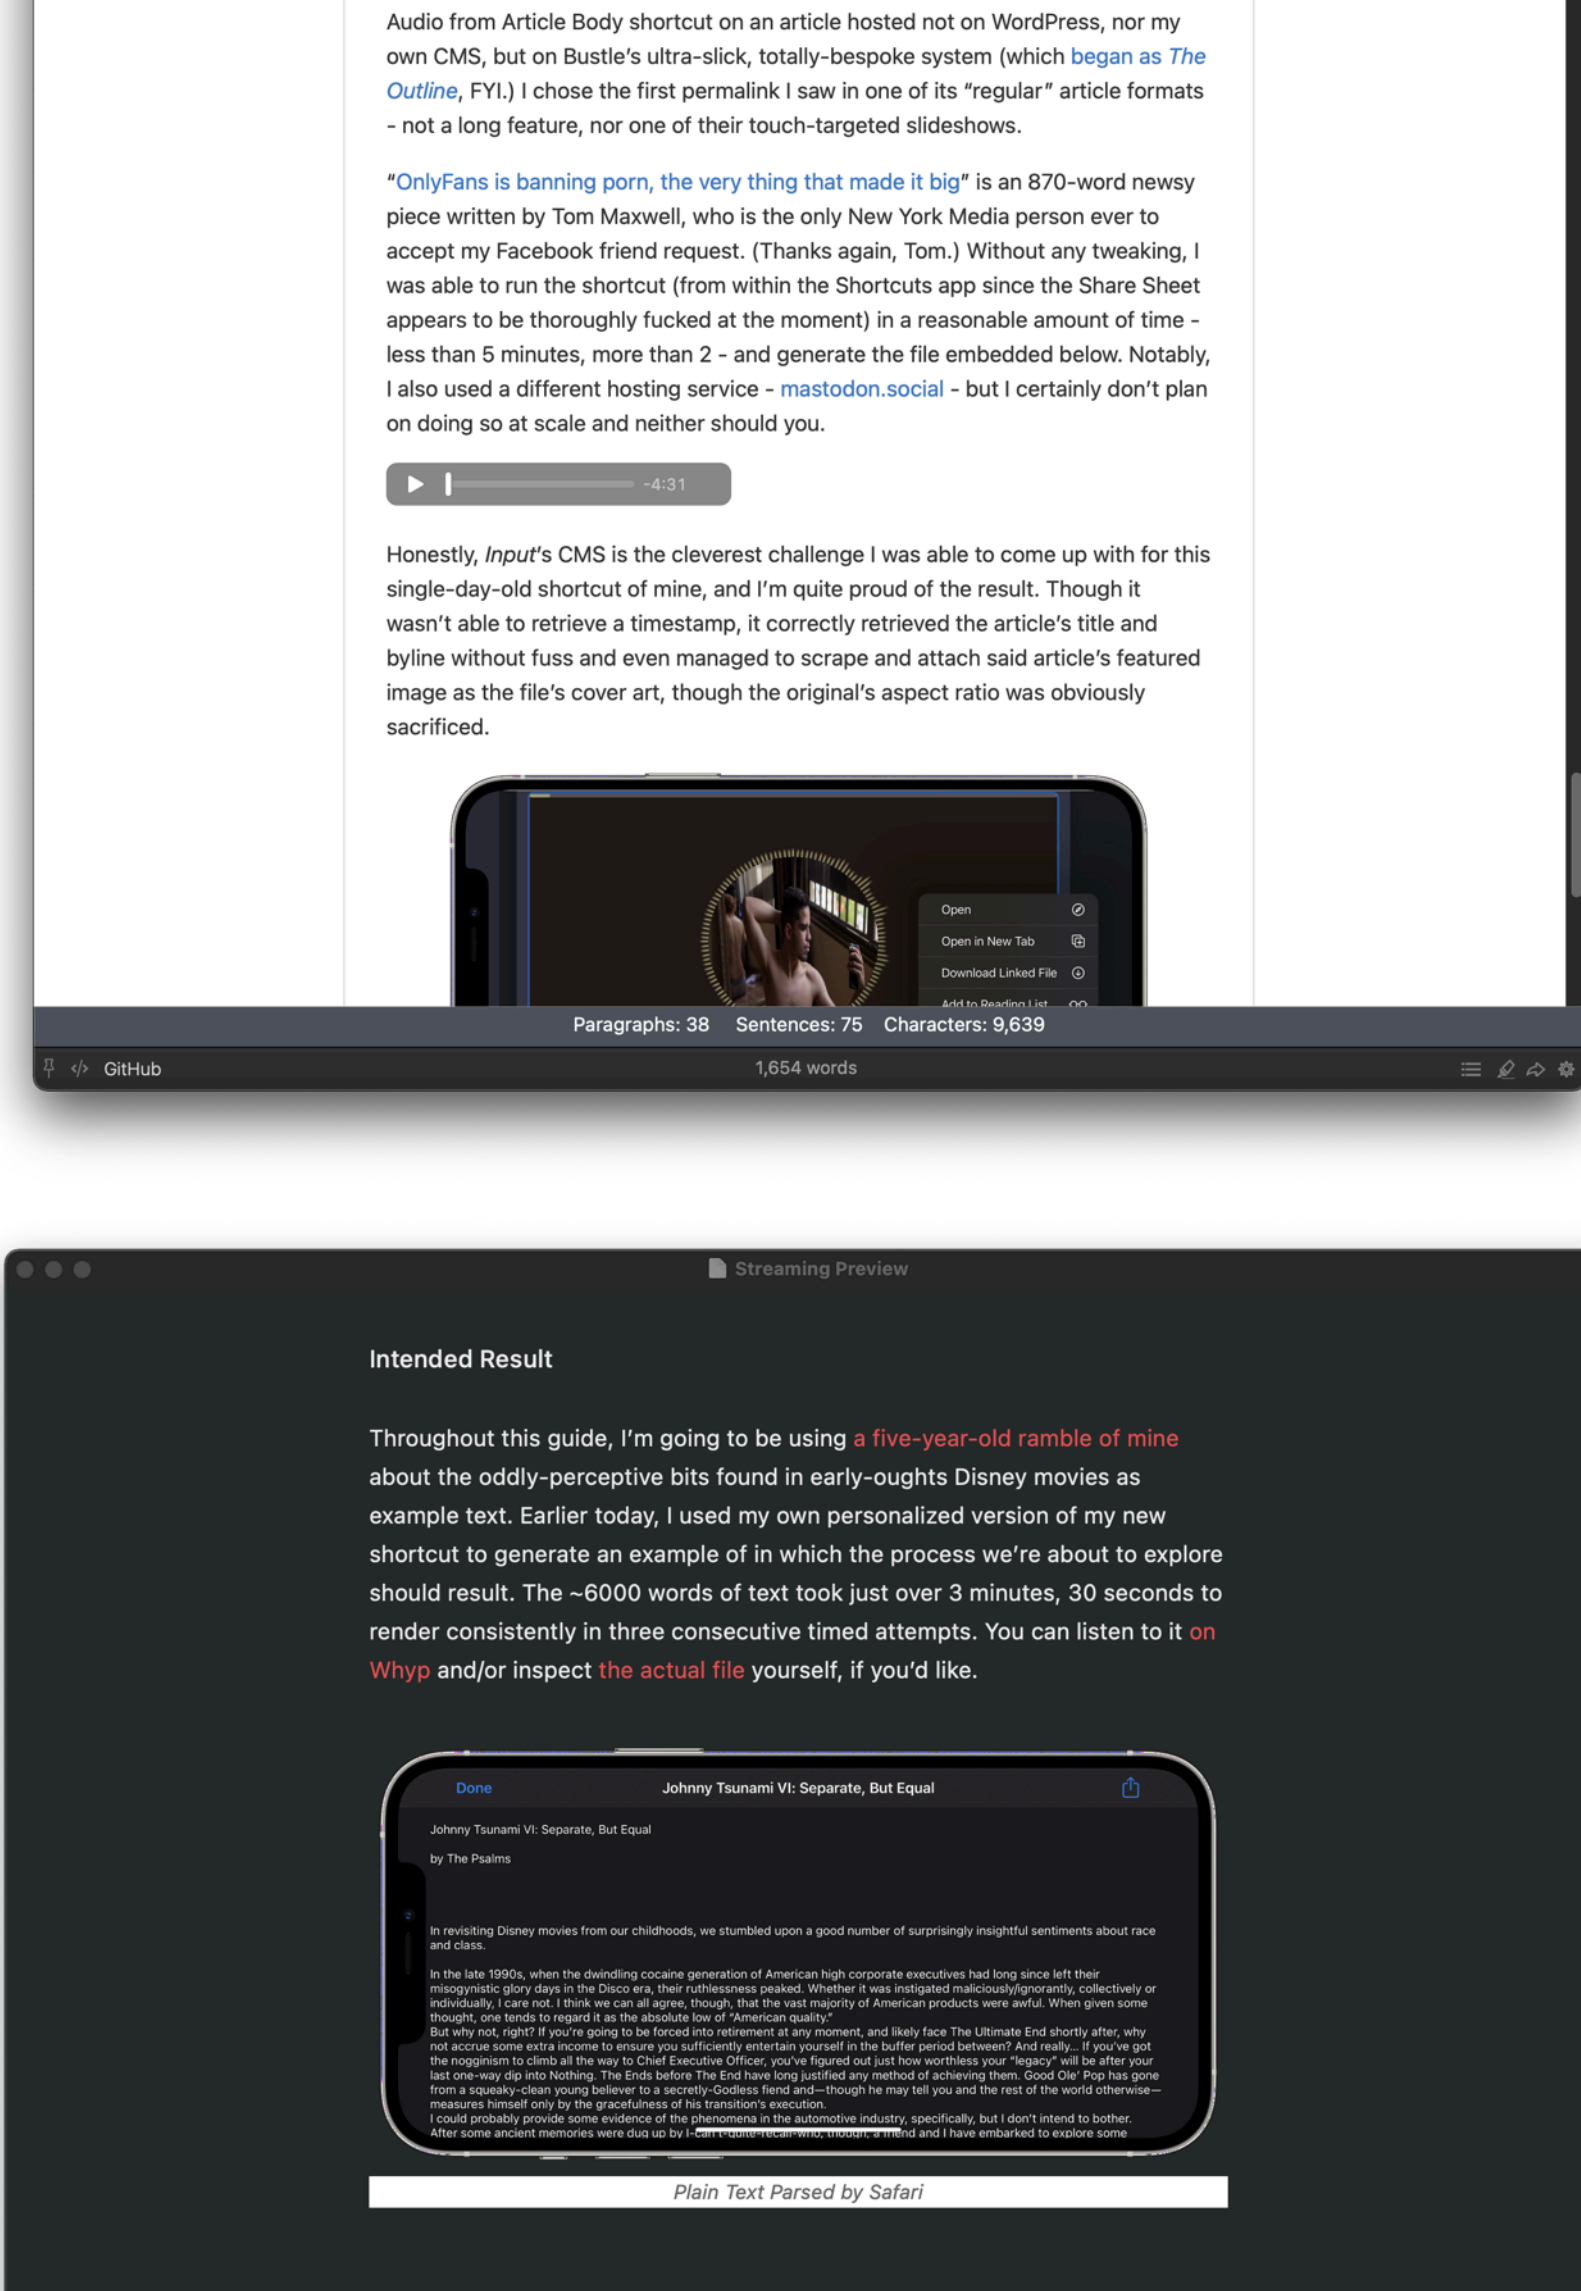 Audio from Article Body shortcut on an article hosted not on WordPress, nor my
own CMS, but on Bustle’s ultra-slick, totally-bespoke system (which began as The
Outline, FYI.) I chose the first permalink I saw in one of its “regular” article formats
- not a long feature, nor one of their touch-targeted slideshows.
“OnlyFans is banning porn, the very thing that made it big” is an 870-word newsy
piece written by Tom Maxwell, who is the only New York Media person ever to
accept my Facebook friend request. (Thanks again, Tom.) Without any tweaking, I
was able to run the shortcut (from within the Shortcuts app since the Share Sheet
appears to be thoroughly fucked at the moment) in a reasonable amount of time -
less than 5 minutes, more than 2 - and generate the file embedded below. Notably,
I also used a different hosting service - mastodon.social - but I certainly don’t plan
on doing so at scale and neither should you.
-4:31
Honestly, Input’s CMS is the cleverest challenge I was able to come up with for this
single-day-old shortcut of mine, and I’m quite proud of the result. Though it
wasn’t able to retrieve a timestamp, it correctly retrieved the article’s title and
byline without fuss and even managed to scrape and attach said article’s featured
image as the file’s cover art, though the original’s aspect ratio was obviously
sacrificed.
Open
Open in New Tab
Download Linked File
Add to Reading List
Paragraphs: 38 Sentences: 75 Characters: 9,639
GitHub 1,654 words
Streaming Preview
Intended Result
Throughout this guide, I’m going to be using a five-year-old ramble of mine
about the oddly-perceptive bits found in early-oughts Disney movies as
example text. Earlier today, I used my own personalized version of my new
shortcut to generate an example of in which the process we’re about to explore
should result. The ~6000 words of text took just over 3 minutes, 30 seconds to
render consistently in three consecutive timed attempts. You can listen to it on
Whyp and/or inspect the actual file yourself, if you’d like.
Done Johnny Tsunami VI: Separate, But Equal
Johnny Tsunami VI: Separate, But Equal
by The Psalms
In revisiting Disney movies from our childhoods, we stumbled upon a good number of surprisingly insightful sentiments about race
and class.
In the late 1990s, when the dwindling cocaine generation of American high corporate executives had long since left their
misogynistic glory days in the Disco era, their ruthlessness peaked. Whether it was instigated maliciously/ignorantly, collectively or
individually, I care not. I think we can all agree, though, that the vast majority of American products were awful. When given some
thought, one tends to regard it as the absolute low of “American quality.”
But why not, right? If you’re going to be forced into retirement at any moment, and likely face The Ultimate End shortly after, why
not accrue some extra income to ensure you sufficiently entertain yourself in the buffer period between? And really... If you’ve got
the nogginism to climb all the way to Chief Executive Officer, you’ve figured out just how worthless your “legacy” will be after your
last one-way dip into Nothing. The Ends before The End have long justified any method of achieving them. Good Ole’ Pop has gone
from a squeaky-clean young believer to a secretly-Godless fiend and—though he may tell you and the rest of the world otherwise—
measures himself only by the gracefulness of his transition’s execution.
I could probably provide some evidence of the phenomena in the automotive industry, specifically, but I don’t intend to bother.
After some ancient memories were dug up by I-can’t-quite-recall-who, though, a friend and I have embarked to explore some
Plain Text Parsed by Safari